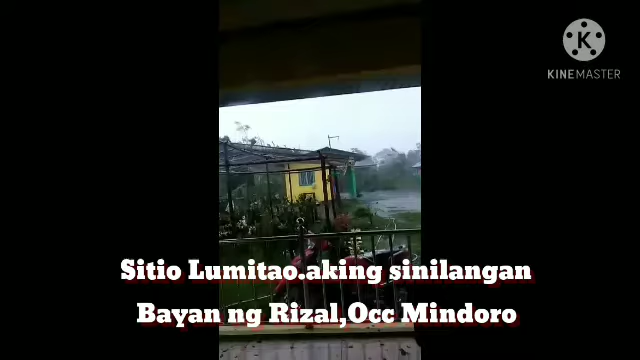 KINEMASTER
Sitio Lumitao.aking sinilangan
Bayan ng Rizal,Occ Mindoro